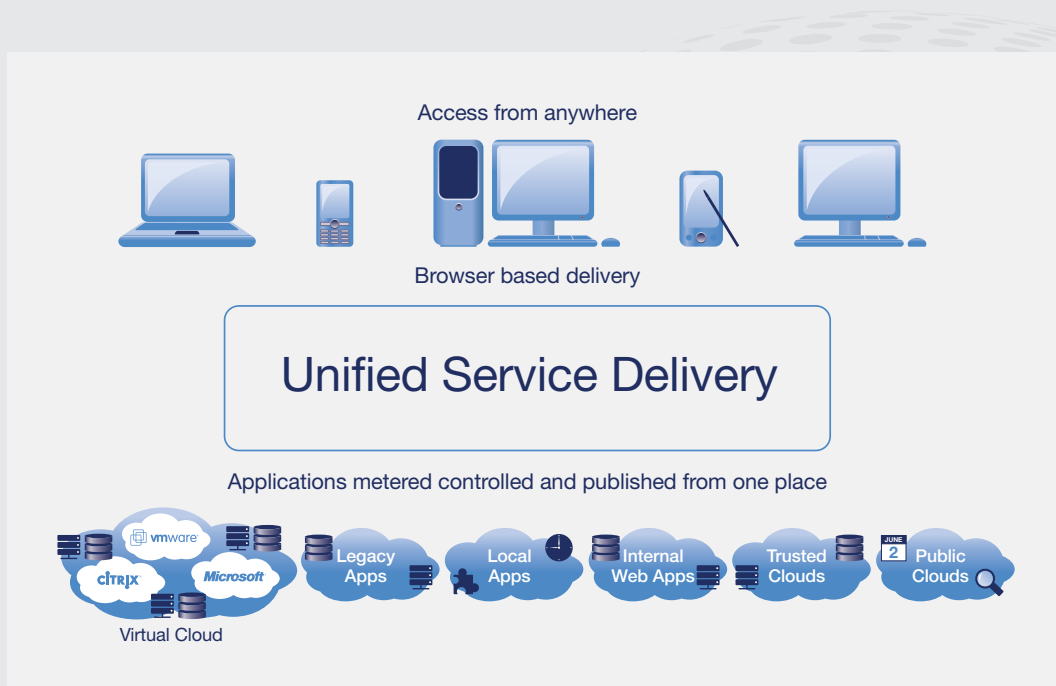 Access from anywhere
Browser based delivery
Unified Service Delivery
Applications metered controlled and published from one place
vmware
CITRIX
Microsoft
Virtual Cloud
Legacy
Apps
Local
Apps
Internal
Web Apps
Trusted
Clouds
JUNE
2
Public
Clouds